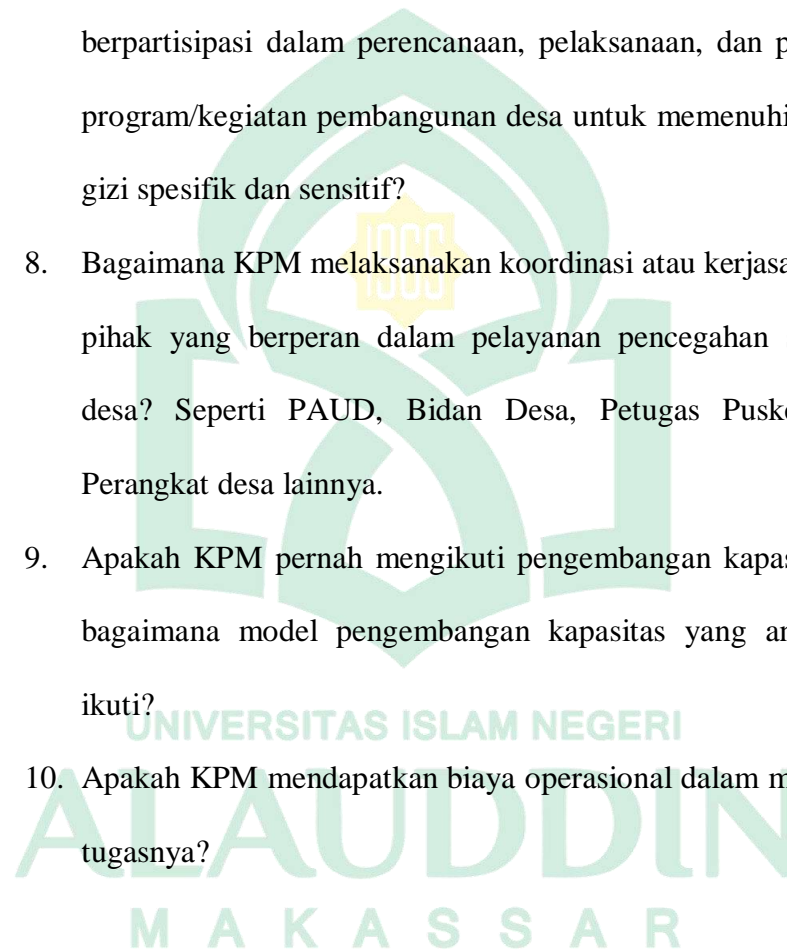 berpartisipasi dalam perencanaan, pelaksanaan, dan p
program/kegiatan pembangunan desa untuk memenuhi
gizi spesifik dan sensitif?
8. Bagaimana KPM melaksanakan koordinasi atau kerjasa
pihak yang berperan dalam pelayanan pencegahan
desa? Seperti PAUD, Bidan Desa, Petugas Pusk
Perangkat desa lainnya.
9. Apakah KPM pernah mengikuti pengembangan kapas
bagaimana model pengembangan kapasitas yang an
ikuti?
UNIVERSITAS ISLAM NEGERI
10. Apakah KPM mendapatkan biaya operasional dalam m
ALAUDDIN
tugasnya?
MAKASSAR